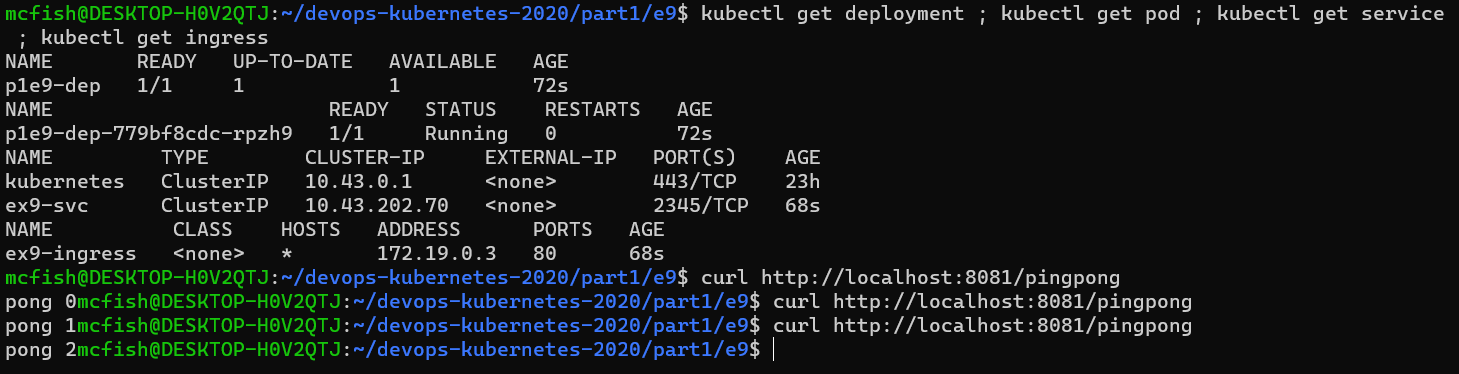 mcfish@DESKTOP-H0V2QTJ:~/devops-kubernetes-2020/part1/e9$ kubectl get deployment ; kubectl get pod ; kubectl get service
 ; kubectl get ingress
NAME       READY   UP-TO-DATE   AVAILABLE   AGE
p1e9-dep   1/1     1            1           72s
NAME                       READY   STATUS    RESTARTS   AGE
p1e9-dep-779bf8cdc-rpzh9   1/1     Running   0          72s
NAME         TYPE        CLUSTER-IP     EXTERNAL-IP   PORT(S)    AGE
kubernetes   ClusterIP   10.43.0.1      <none>        443/TCP    23h
ex9-svc      ClusterIP   10.43.202.70   <none>        2345/TCP   68s
NAME          CLASS    HOSTS   ADDRESS      PORTS   AGE
ex9-ingress   <none>   *       172.19.0.3   80      68s
mcfish@DESKTOP-H0V2QTJ:~/devops-kubernetes-2020/part1/e9$ curl http://localhost:8081/pingpong
pong 0mcfish@DESKTOP-H0V2QTJ:~/devops-kubernetes-2020/part1/e9$ curl http://localhost:8081/pingpong
pong 1mcfish@DESKTOP-H0V2QTJ:~/devops-kubernetes-2020/part1/e9$ curl http://localhost:8081/pingpong
pong 2mcfish@DESKTOP-H0V2QTJ:~/devops-kubernetes-2020/part1/e9$